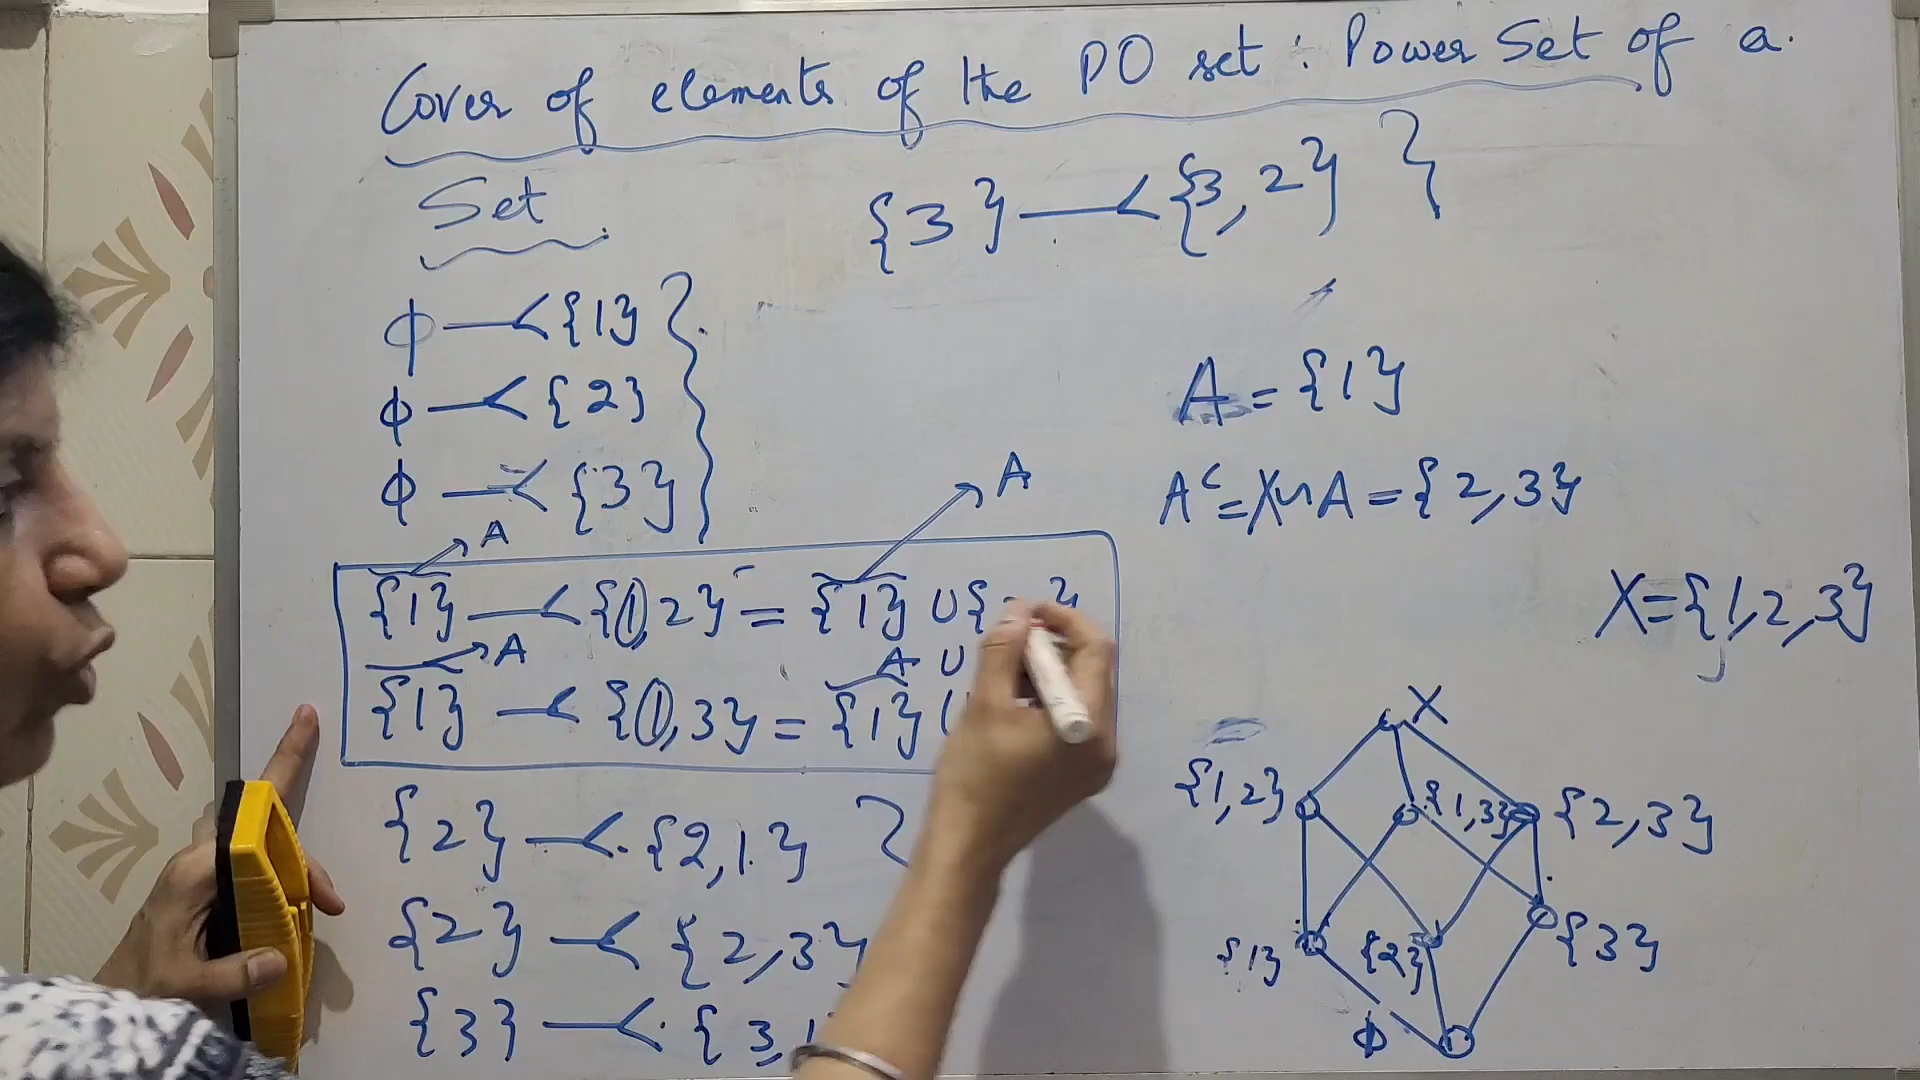 Cover of elements of the PO set : Power Set of a.
Set.
{3} —< {3, 2} }
ϕ —< {1}
ϕ —< {2}
ϕ —< {3}
A = {1}
A
Aᶜ = X∼A = {2, 3}
A
{1} —< {1, 2} = {1} ∪ {
A
A ∪
{1} —< {1, 3} = {1}
X = {1, 2, 3}
{2} —< {2, 1}
{2} —< {2, 3}
{3} —< {3,
X
{1, 2}
{1, 3}
{2, 3}
{1}
{2}
{3}
ϕ